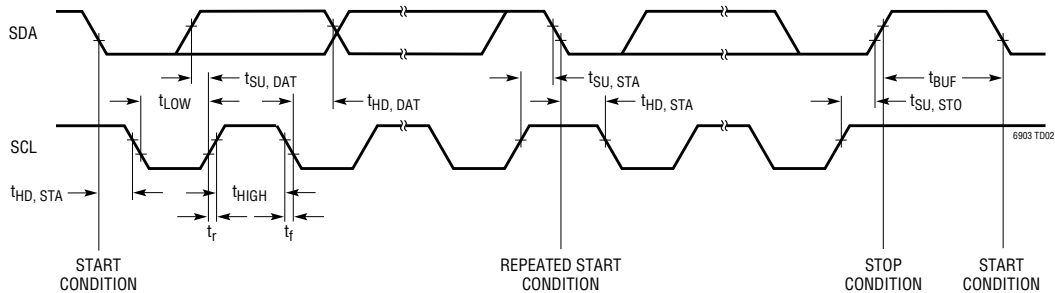 SDA
tSU, DAT
tSU, STA
tBUF
tLOW
tHD, DAT
tHD, STA
tSU, STO
SCL
6903 TD02
tHD, STA
tHIGH
tr
tf
START
CONDITION
REPEATED START
CONDITION
STOP
CONDITION
START
CONDITION